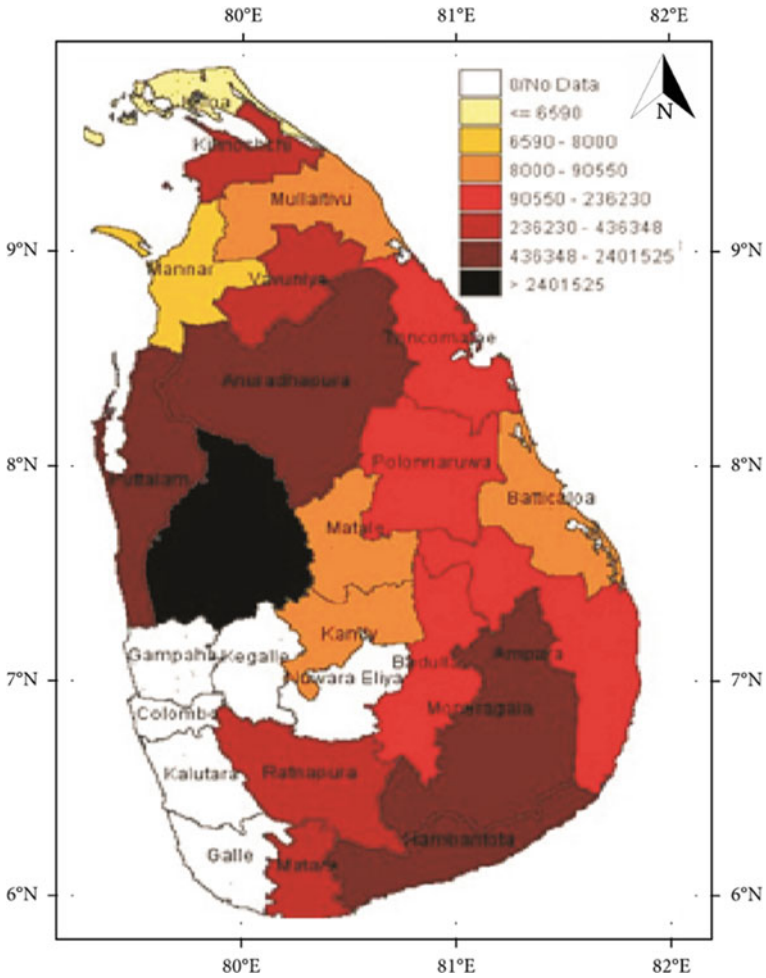 80°E 81°E 82°E
0/No Data
<= 6590
6590 - 8000
8000 - 90550
90550 - 236230
236230 - 436348
436348 - 2401525
> 2401525
N
Kilinochchi
Mullaitivu
9°N 9°N
Mannar
Vavuniya
Trincomalee
Anuradhapura
8°N 8°N
Polonnaruwa
Puttalam
Batticaloa
Matale
Kandy
Gampaha
Kegalle
Badulla
Ampara
7°N 7°N
Nuwara Eliya
Colombo
Moneragala
Kalutara
Ratnapura
Galle
Matara
Hambantota
6°N 6°N
80°E 81°E 82°E